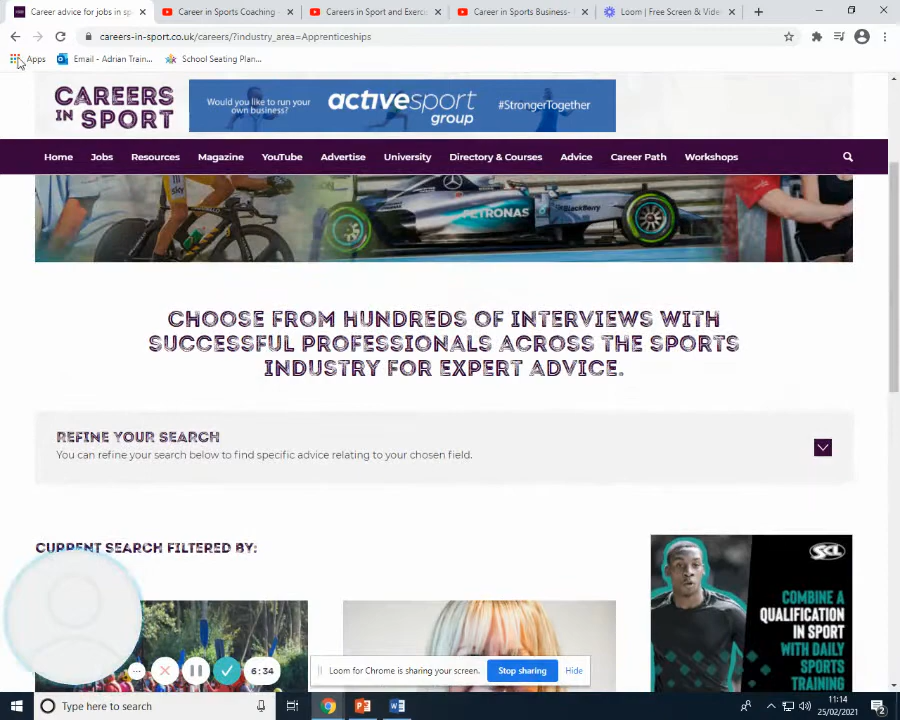 Career advice for jobs in sp
Career in Sports Coaching -
Careers in Sport and Exerci
Career in Sports Business-
Loom | Free Screen & Vide
careers-in-sport.co.uk/careers/?industry_area=Apprenticeships
Apps
Email - Adrian Train...
School Seating Plan...
CAREERS
IN SPORT
Would you like to run your
own business?
activesport
group
#StrongerTogether
Home
Jobs
Resources
Magazine
YouTube
Advertise
University
Directory & Courses
Advice
Career Path
Workshops
PETRONAS
BlackBerry
SKY
CHOOSE FROM HUNDREDS OF INTERVIEWS WITH
SUCCESSFUL PROFESSIONALS ACROSS THE SPORTS
INDUSTRY FOR EXPERT ADVICE.
REFINE YOUR SEARCH
You can refine your search below to find specific advice relating to your chosen field.
CURRENT SEARCH FILTERED BY:
SCL
COMBINE A
QUALIFICATION
IN SPORT
WITH DAILY
SPORTS
TRAINING
6:34
Loom for Chrome is sharing your screen.
Stop sharing
Hide
Type here to search
11:14
25/02/2021
2